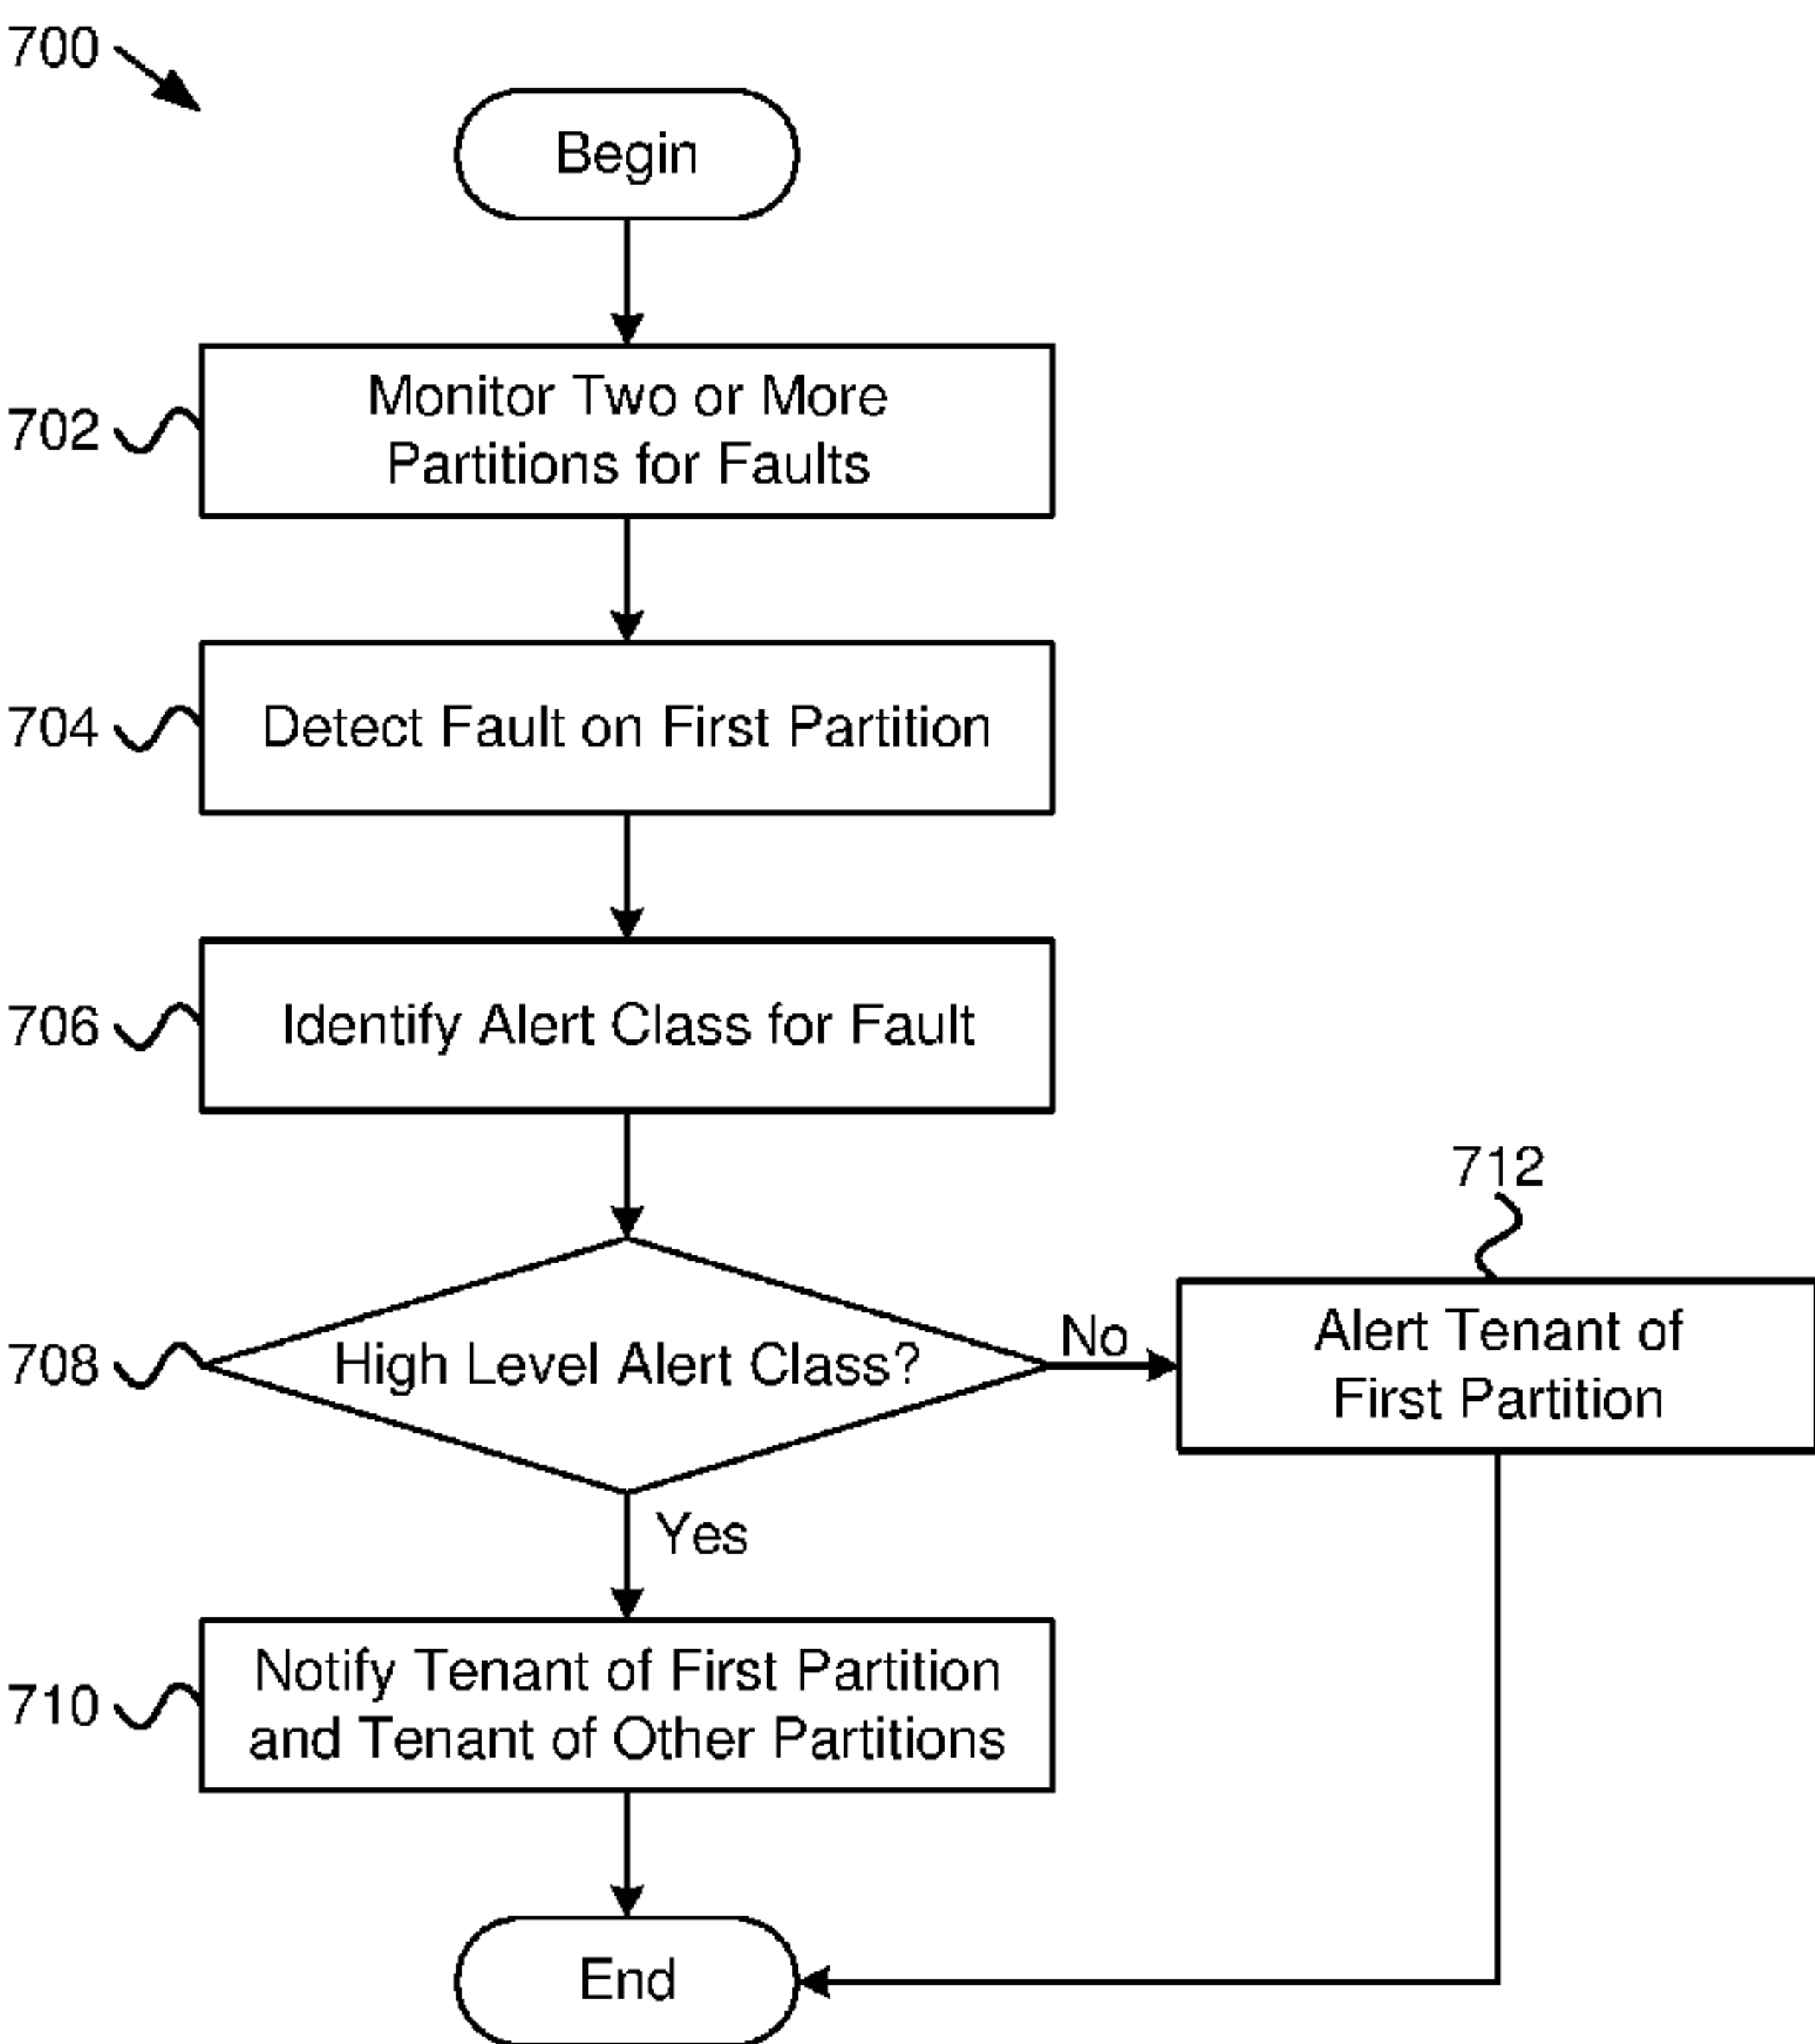 700
Begin
702
Monitor Two or More
Partitions for Faults
704
Detect Fault on First Partition
706
Identify Alert Class for Fault
708
High Level Alert Class?
No
712
Alert Tenant of
First Partition
Yes
710
Notify Tenant of First Partition
and Tenant of Other Partitions
End